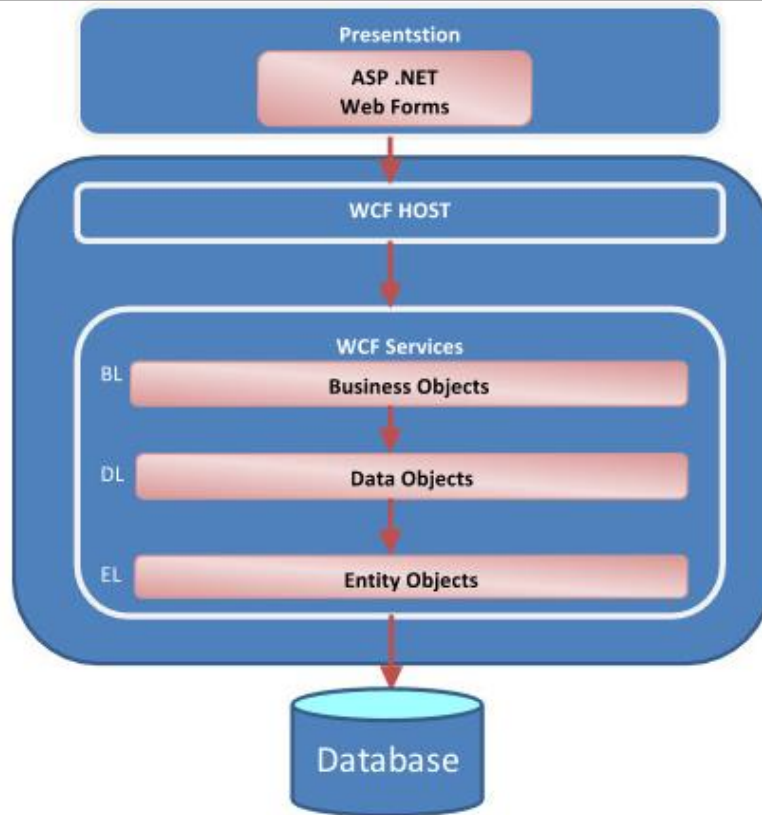 Presentstion
ASP .NET
Web Forms
WCF HOST
WCF Services
BL
Business Objects
DL
Data Objects
EL
Entity Objects
Database